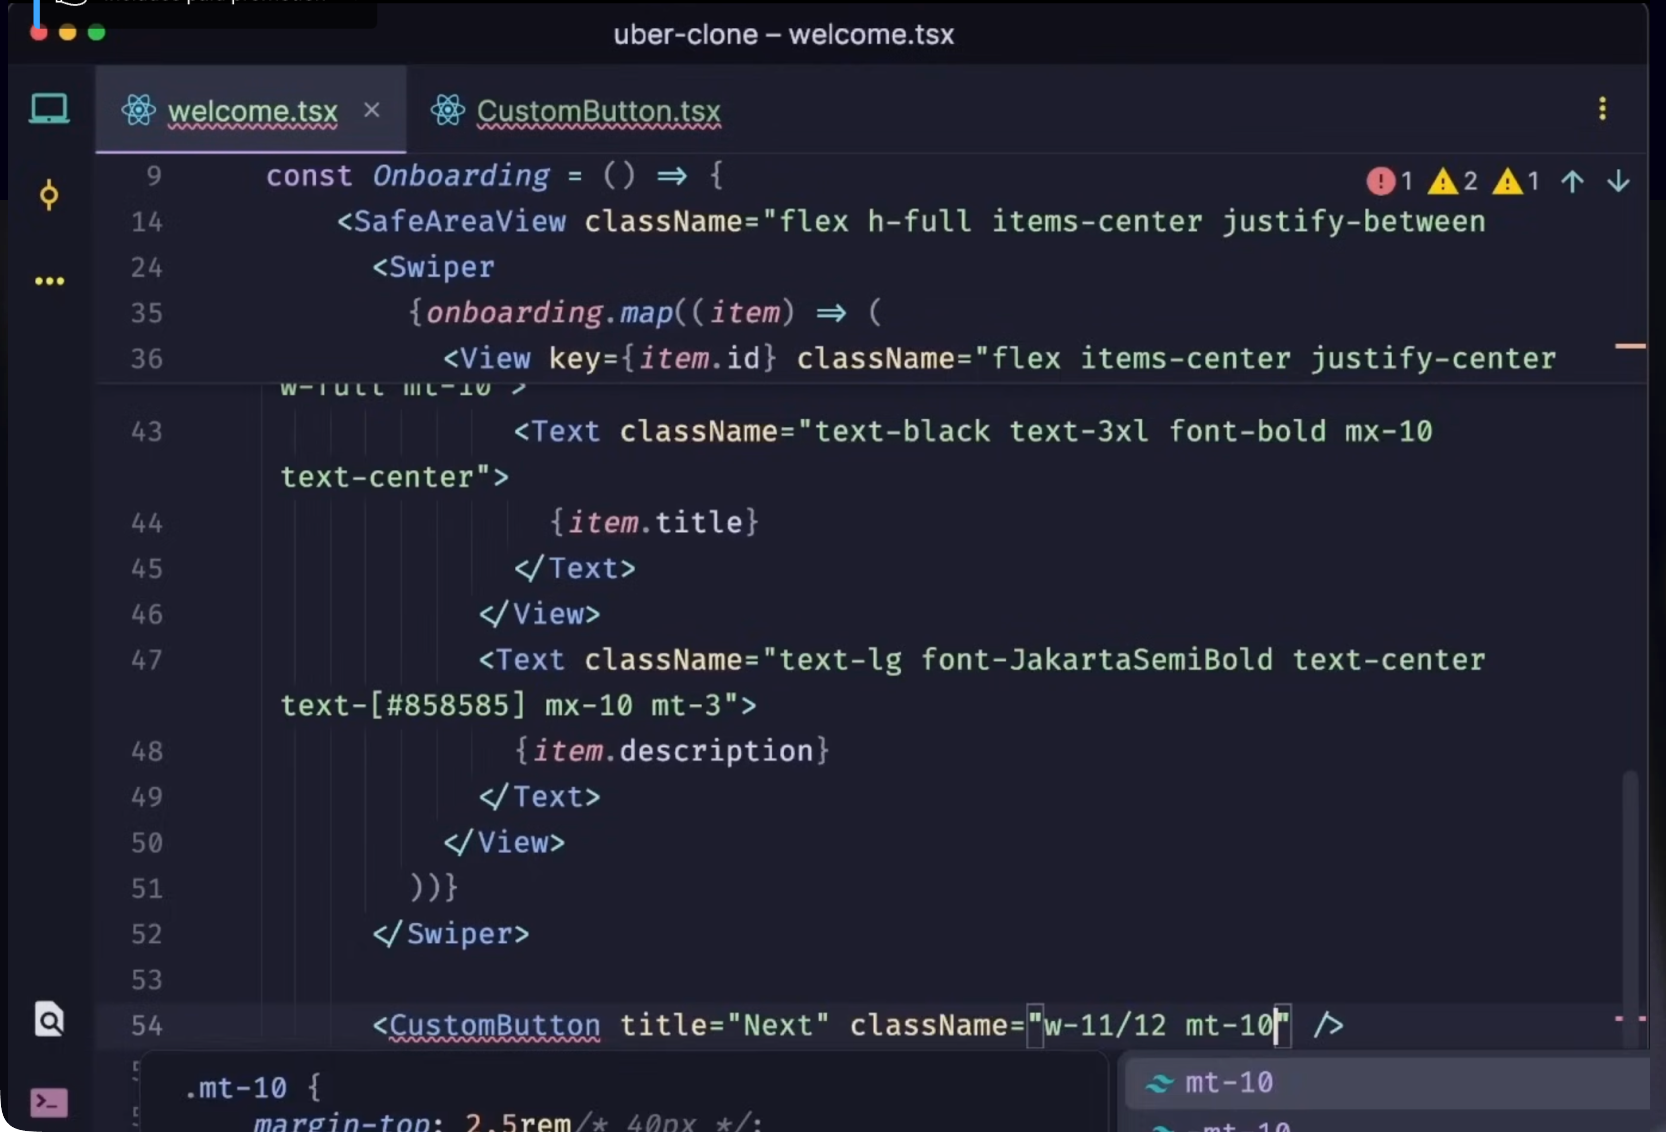 uber-clone – welcome.tsx
welcome.tsx ×
CustomButton.tsx
9 const Onboarding = () => {
1 2 1
14 <SafeAreaView className="flex h-full items-center justify-between
24 <Swiper
35 {onboarding.map((item) => (
36 <View key={item.id} className="flex items-center justify-center
w-full mt-10">
43 <Text className="text-black text-3xl font-bold mx-10
text-center">
44 {item.title}
45 </Text>
46 </View>
47 <Text className="text-lg font-JakartaSemiBold text-center
text-[#858585] mx-10 mt-3">
48 {item.description}
49 </Text>
50 </View>
51 ))}
52 </Swiper>
53
54 <CustomButton title="Next" className="w-11/12 mt-10" />
.mt-10 {
margin-top: 2.5rem/* 40px */;
mt-10
-mt-10